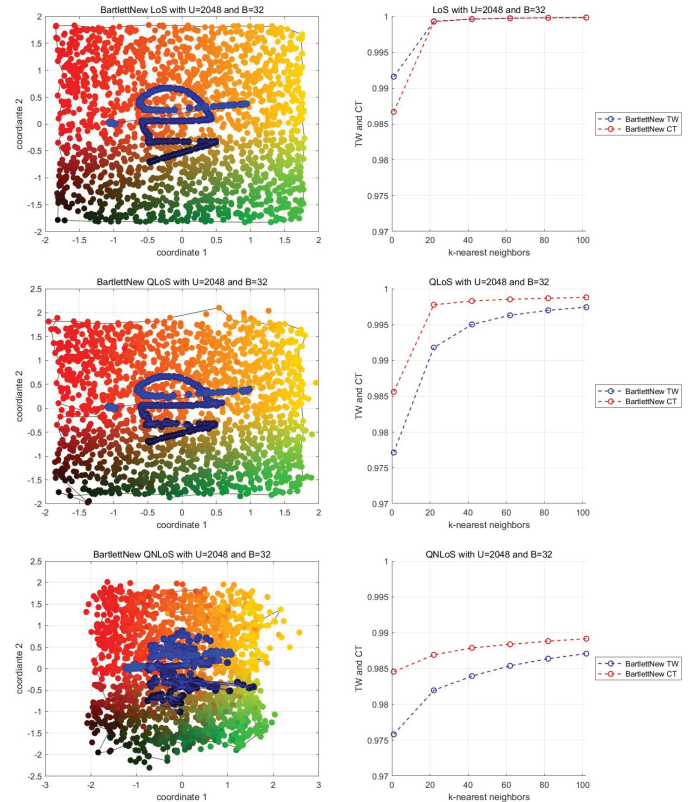 BartlettNew LoS with U=2048 and B=32
2
1.5
1
0.5
0
-0.5
-1
-1.5
-2
coordiante 2
-2 -1.5 -1 -0.5 0 0.5 1 1.5 2
coordinate 1
LoS with U=2048 and B=32
1
0.995
0.99
0.985
0.98
0.975
0.97
TW and CT
0 20 40 60 80 100
k-nearest neighbors
BartlettNew TW
BartlettNew CT
BartlettNew QLoS with U=2048 and B=32
2.5
2
1.5
1
0.5
0
-0.5
-1
-1.5
-2
coordiante 2
-2 -1.5 -1 -0.5 0 0.5 1 1.5 2
coordinate 1
QLoS with U=2048 and B=32
1
0.995
0.99
0.985
0.98
0.975
0.97
TW and CT
0 20 40 60 80 100
k-nearest neighbors
BartlettNew TW
BartlettNew CT
BartlettNew QNLoS with U=2048 and B=32
2.5
2
1.5
1
0.5
0
-0.5
-1
-1.5
-2
-2.5
coordiante 2
-3 -2 -1 0 1 2 3
coordinate 1
QNLoS with U=2048 and B=32
1
0.995
0.99
0.985
0.98
0.975
0.97
TW and CT
0 20 40 60 80 100
k-nearest neighbors
BartlettNew TW
BartlettNew CT